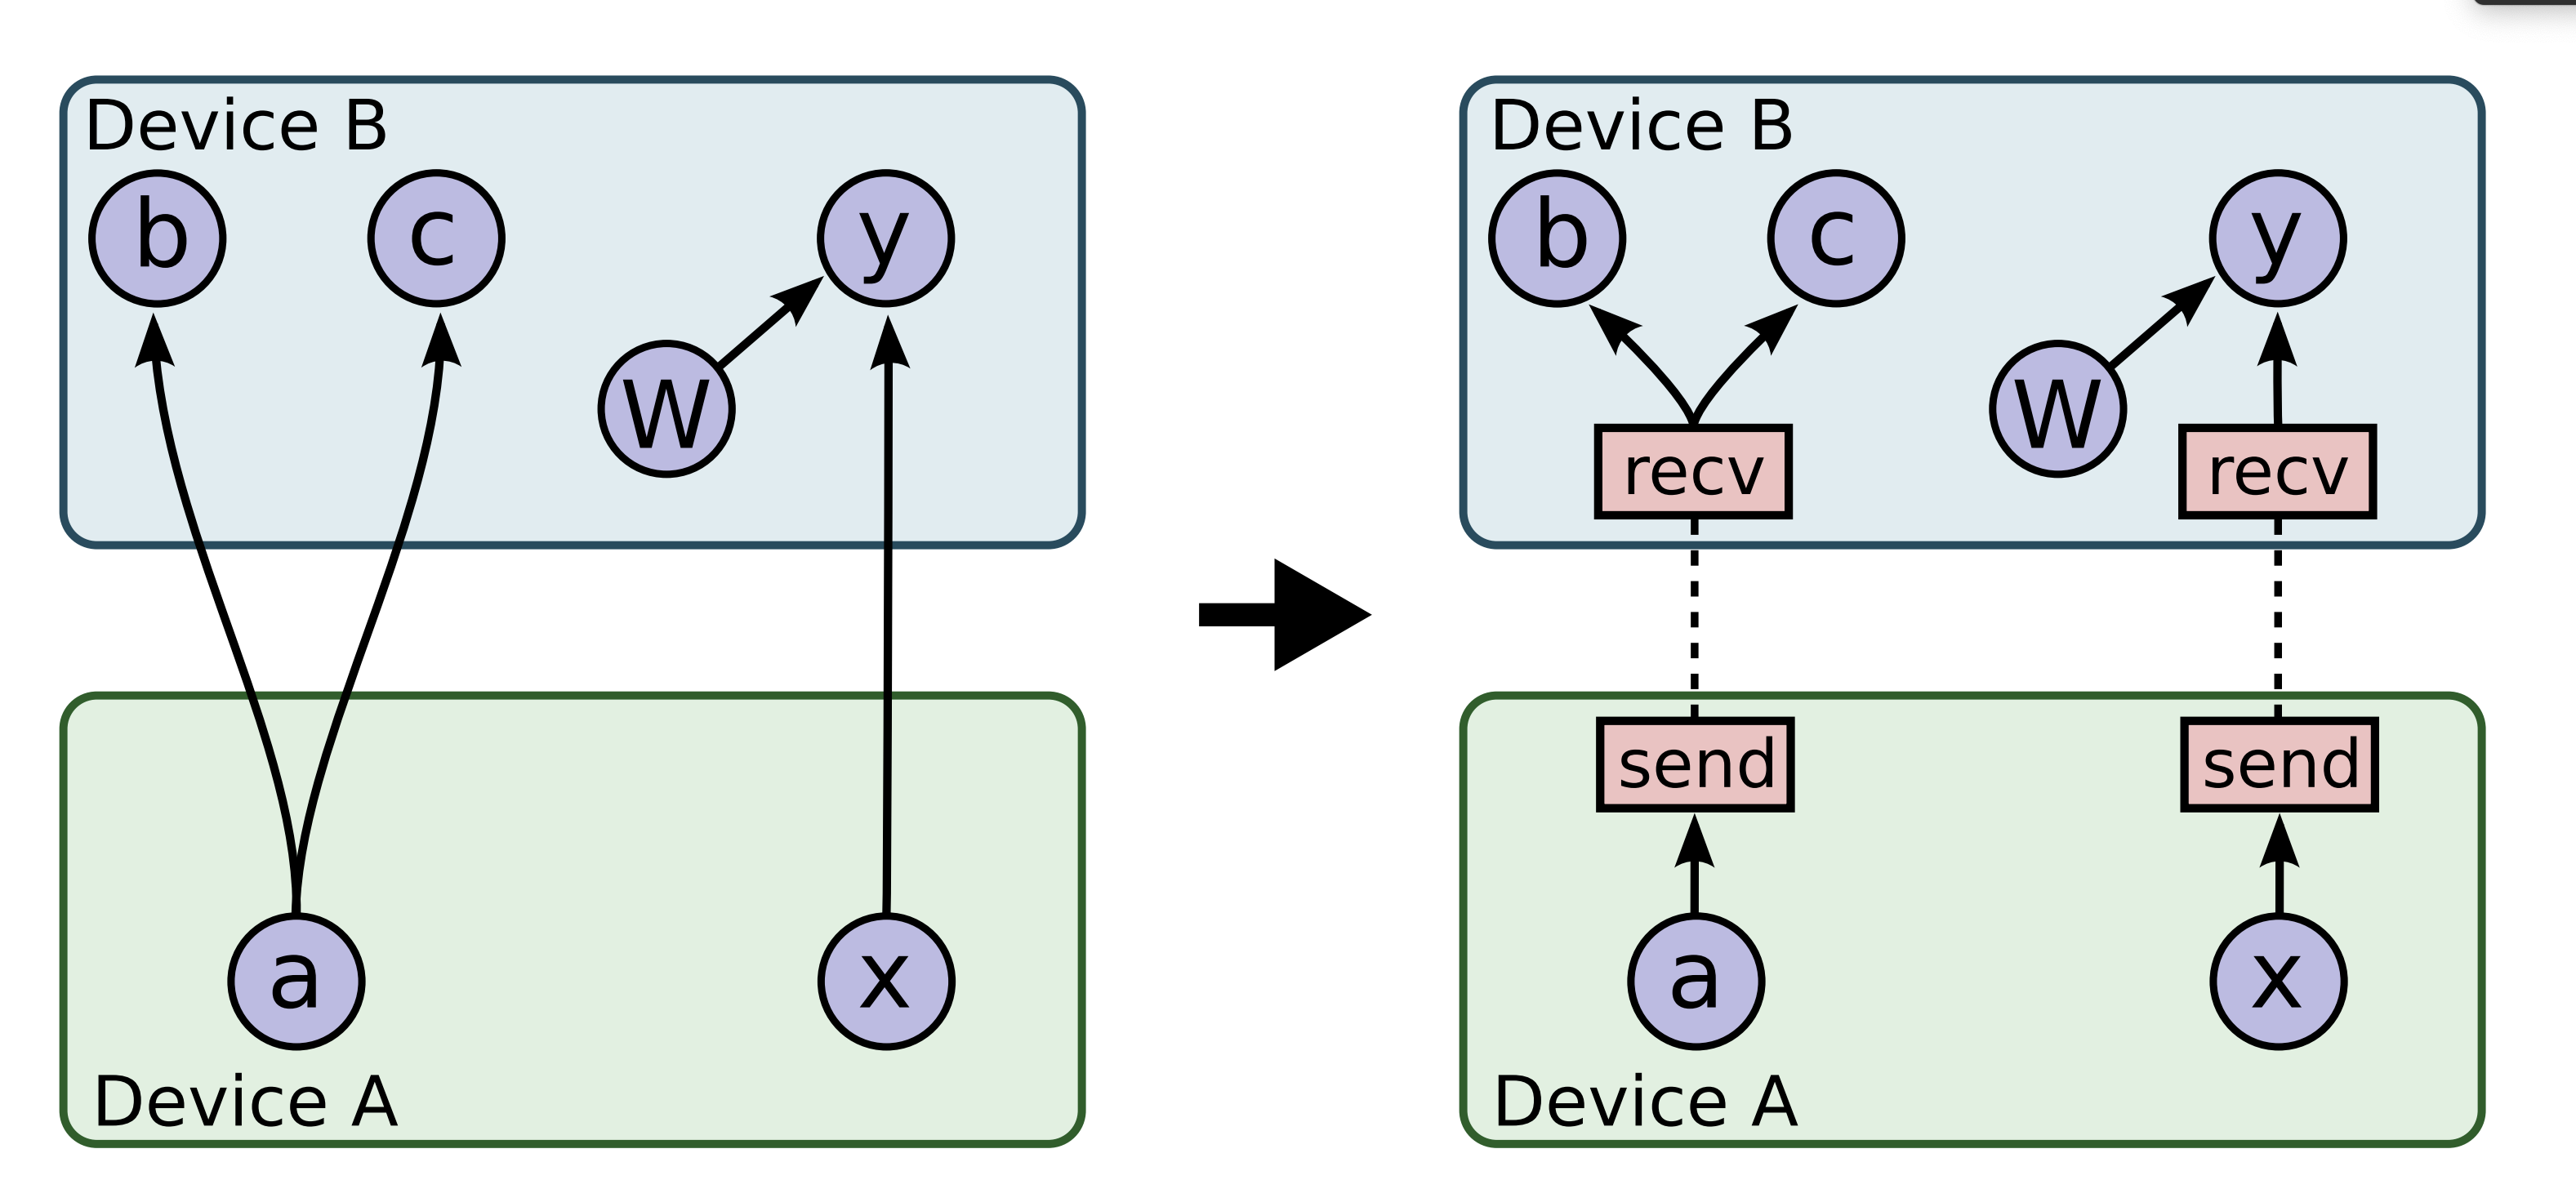 Device B
b
c
y
W
a
x
Device A
Device B
b
c
y
W
recv
recv
send
send
a
x
Device A